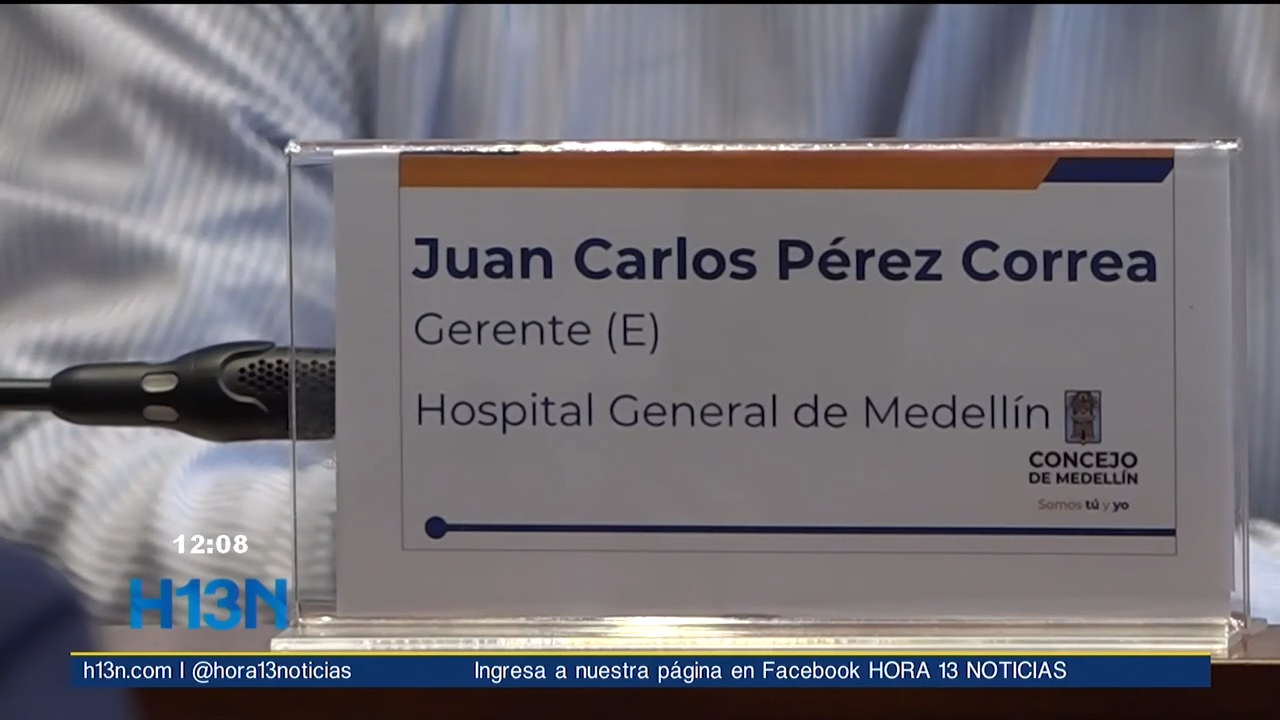 Juan Carlos Pérez Correa
Gerente (E)
Hospital General de Medellín
CONCEJO
DE MEDELLÍN
Somos tú y yo
12:08
H13N
h13n.com | @hora13noticias
Ingresa a nuestra página en Facebook HORA 13 NOTICIAS